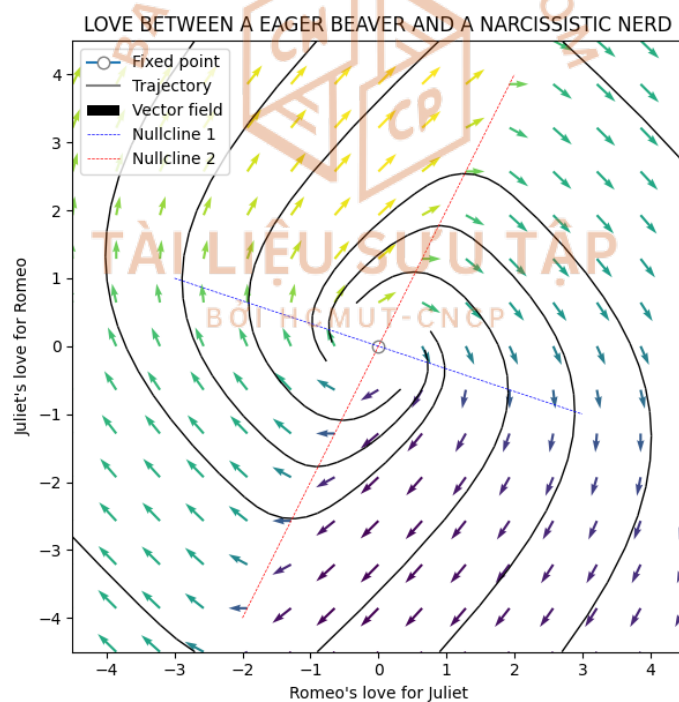 LOVE BETWEEN A EAGER BEAVER AND A NARCISSISTIC NERD
Fixed point
Trajectory
Vector field
Nullcline 1
Nullcline 2
CK
CP
TÀI LIỆU SƯU TẬP
BỞI HCMUT-CNCP
Juliet's love for Romeo
4
3
2
1
0
−1
−2
−3
−4
−4 −3 −2 −1 0 1 2 3 4
Romeo's love for Juliet